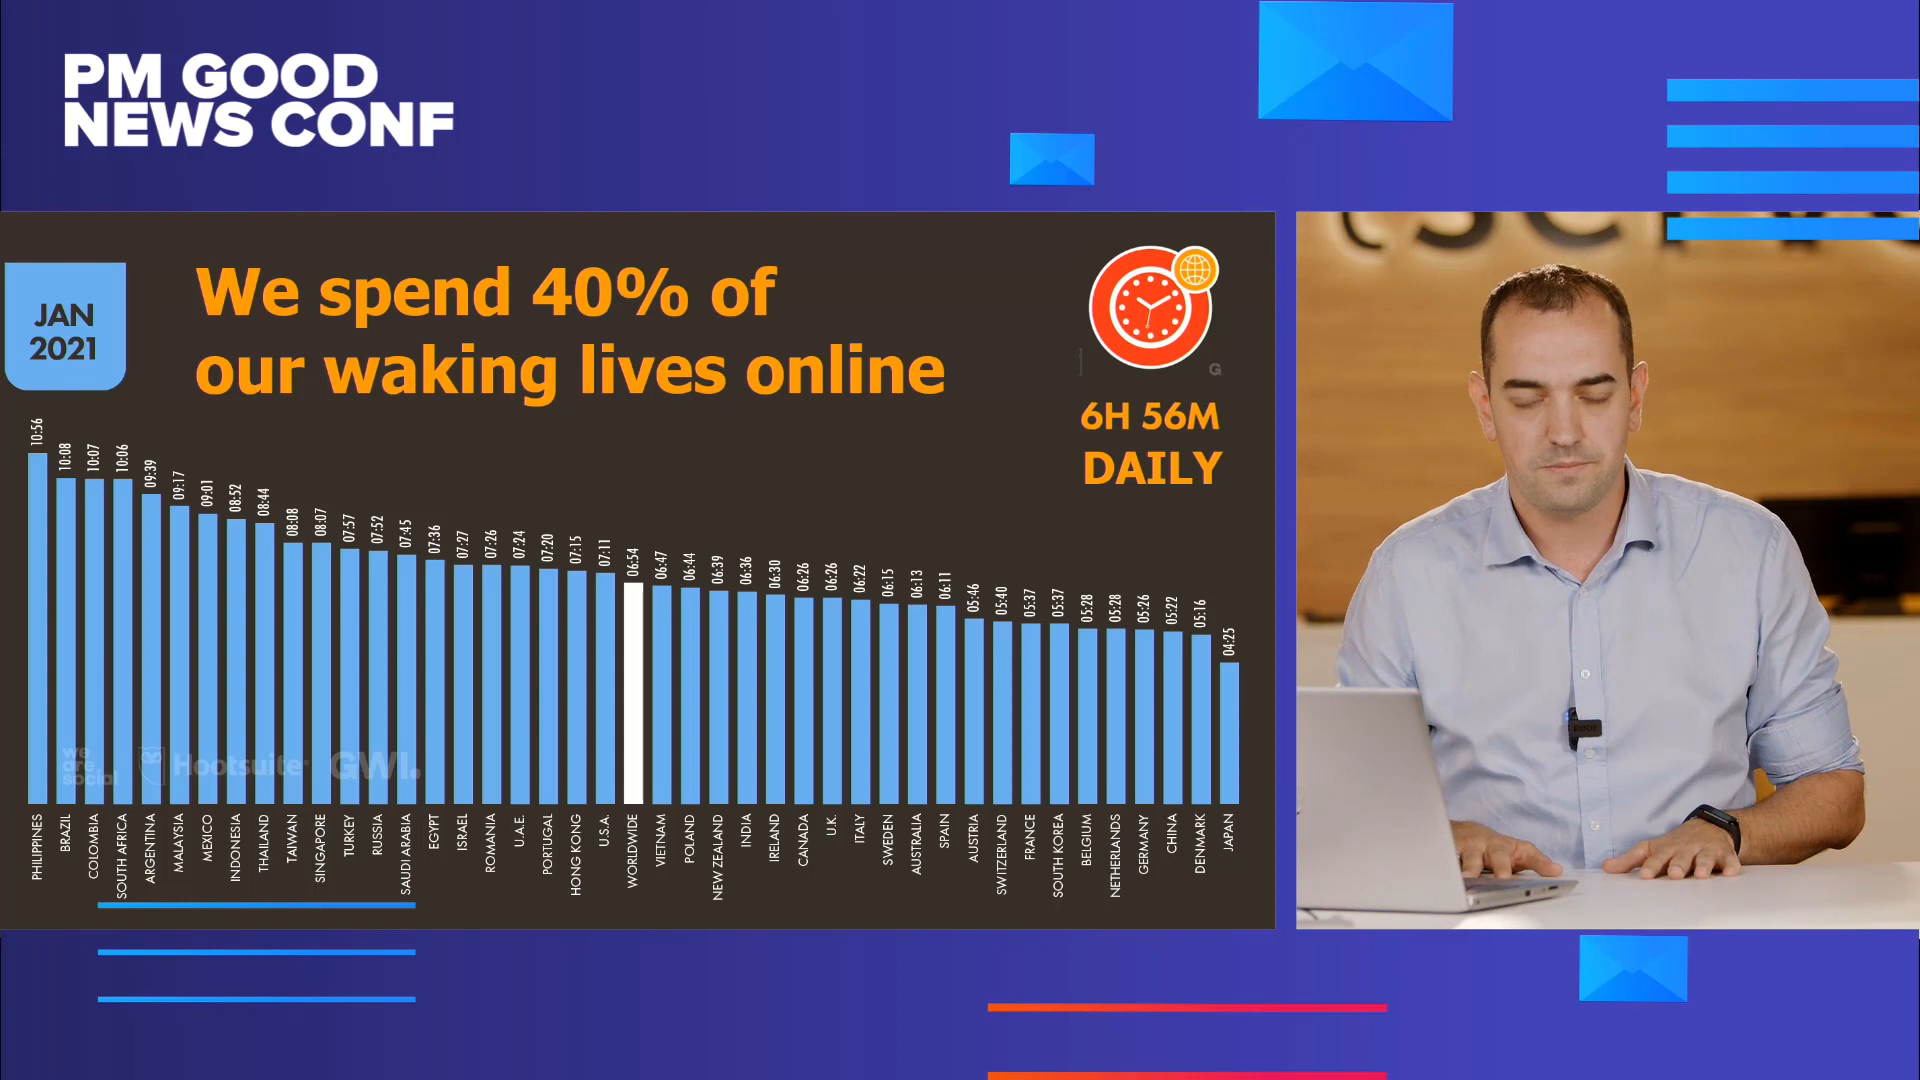 PM GOOD
NEWS CONF
JAN
2021
We spend 40% of
our waking lives online
6H 56M
DAILY
G
10:56
10:08
10:07
10:06
09:39
09:17
09:01
08:52
08:44
08:08
08:07
07:57
07:52
07:45
07:36
07:27
07:26
07:24
07:20
07:15
07:11
06:54
06:47
06:44
06:39
06:36
06:30
06:26
06:26
06:22
06:15
06:13
06:11
05:46
05:40
05:37
05:37
05:28
05:28
05:26
05:22
05:16
04:25
we
are.
social
Hootsuite
GWI.
PHILIPPINES
BRAZIL
COLOMBIA
SOUTH AFRICA
ARGENTINA
MALAYSIA
MEXICO
INDONESIA
THAILAND
TAIWAN
SINGAPORE
TURKEY
RUSSIA
SAUDI ARABIA
EGYPT
ISRAEL
ROMANIA
U.A.E.
PORTUGAL
HONG KONG
U.S.A.
WORLDWIDE
VIETNAM
POLAND
NEW ZEALAND
INDIA
IRELAND
CANADA
U.K.
ITALY
SWEDEN
AUSTRALIA
SPAIN
AUSTRIA
SWITZERLAND
FRANCE
SOUTH KOREA
BELGIUM
NETHERLANDS
GERMANY
CHINA
DENMARK
JAPAN